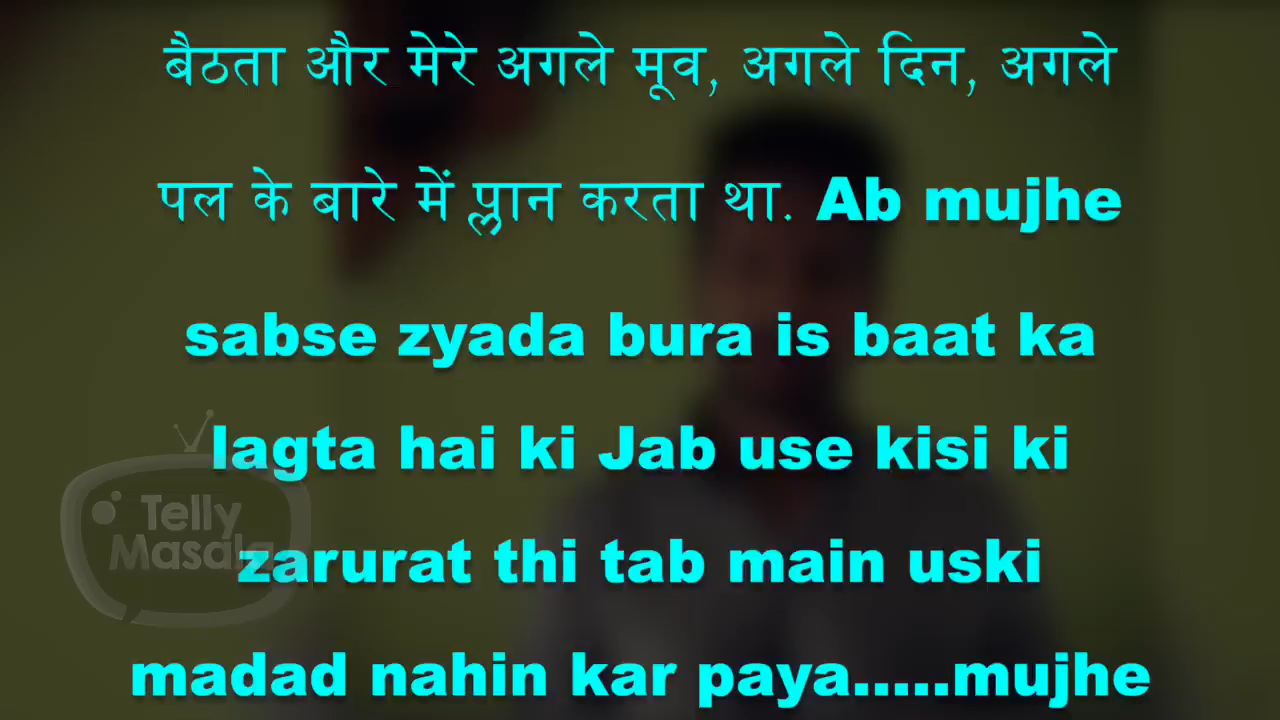 बैठता और मेरे अगले मूव, अगले दिन, अगले
पल के बारे में प्लान करता था. Ab mujhe
sabse zyada bura is baat ka
lagta hai ki Jab use kisi ki
zarurat thi tab main uski
madad nahin kar paya.....mujhe
Telly
Masala